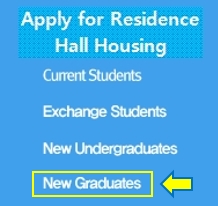 Apply for Residence
Hall Housing
Current Students
Exchange Students
New Undergraduates
New Graduates